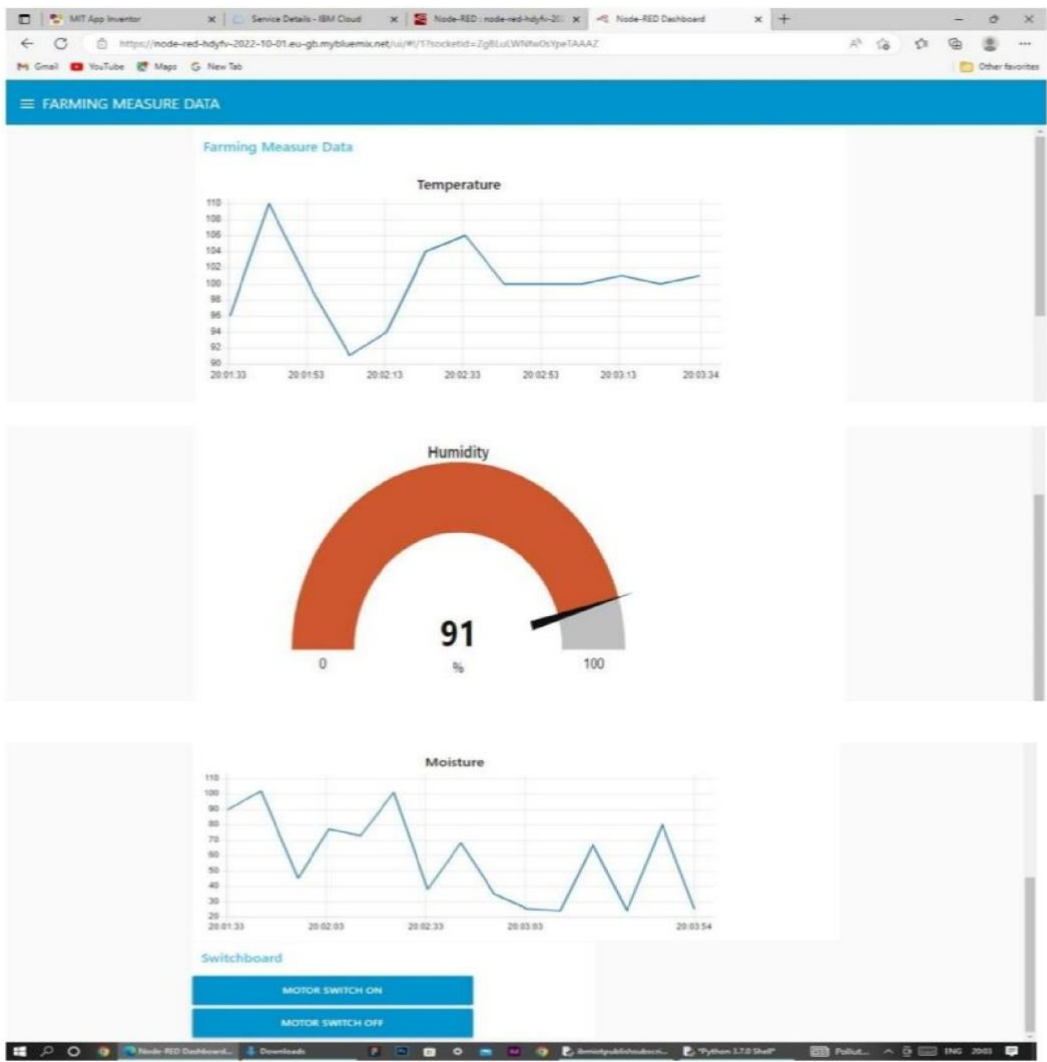 MIT App Inventor
Service Details - IBM Cloud
Node-RED : node-red-hdyfv-202
Node-RED Dashboard
Gmail YouTube Maps New Tab Other favorites
FARMING MEASURE DATA
Farming Measure Data
Temperature
110
108
106
104
102
100
98
96
94
92
90
20:01:33 20:01:53 20:02:13 20:02:33 20:02:53 20:03:13 20:03:34
Humidity
91
%
0 100
Moisture
110
100
90
80
70
60
50
40
30
20
20:01:33 20:02:03 20:02:33 20:03:03 20:03:54
Switchboard
MOTOR SWITCH ON
MOTOR SWITCH OFF
Node-RED Dashboard... Downloads "Python 3.7.0 Shell" Pollut... ENG 2003